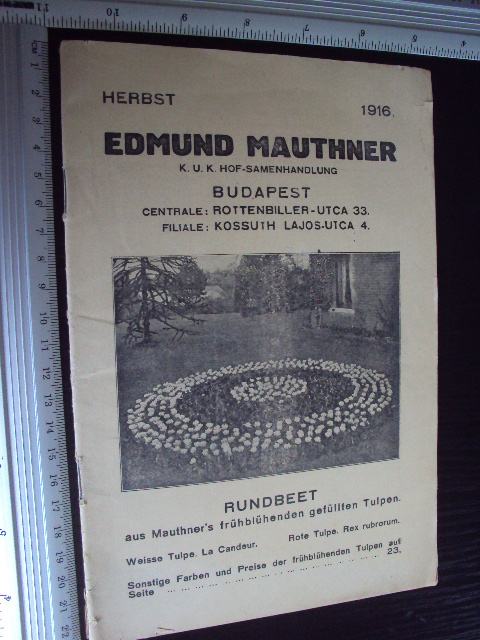 HERBST
1916.
EDMUND MAUTHNER
K. U. K. HOF-SAMENHANDLUNG
BUDAPEST
CENTRALE: ROTTENBILLER-UTCA 33.
FILIALE: KOSSUTH LAJOS-UTCA 4.
RUNDBEET
aus Mauthner's frühblühenden gefüllten Tulpen.
Weisse Tulpe. La Candeur. Rote Tulpe. Rex rubrorum.
Sonstige Farben und Preise der frühblühenden Tulpen auf
Seite ... ... ... ... ... ... ... ... ... ... ... 23.